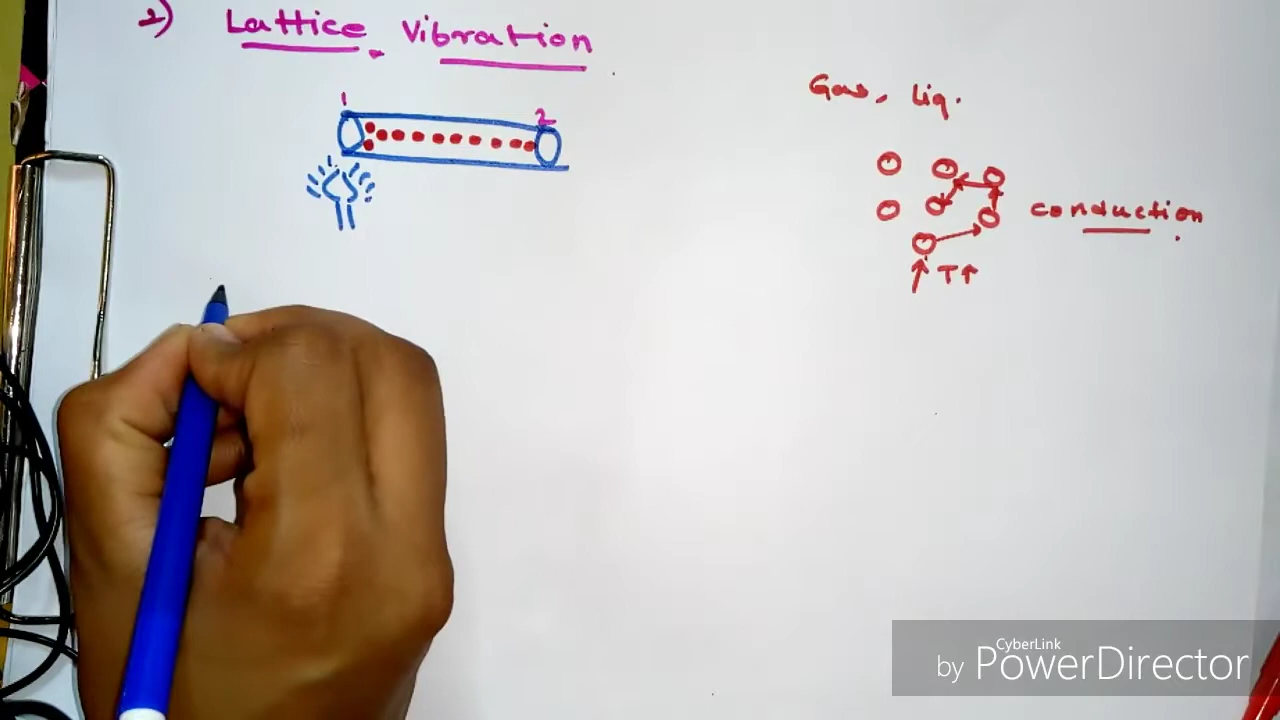 2) Lattice Vibration
1
2
Gas, Liq.
conduction
T↑
CyberLink
by PowerDirector